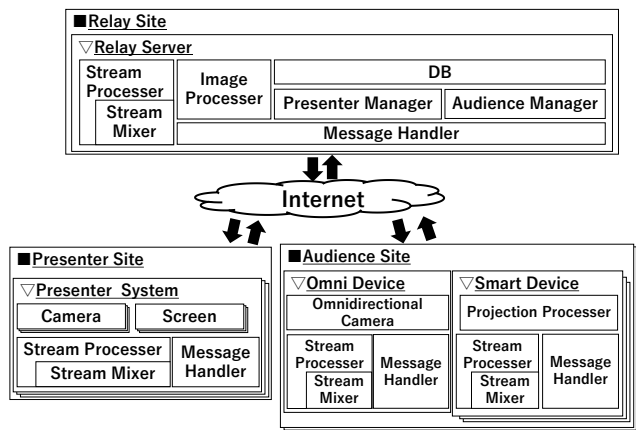 ■Relay Site
▽Relay Server
Stream
Processer
Stream
Mixer
Image
Processer
DB
Presenter Manager
Audience Manager
Message Handler
Internet
■Presenter Site
▽Presenter System
Camera
Screen
Stream Processer
Stream Mixer
Message
Handler
■Audience Site
▽Omni Device
Omnidirectional
Camera
Stream
Processer
Stream
Mixer
Message
Handler
▽Smart Device
Projection Processer
Stream
Processer
Stream
Mixer
Message
Handler